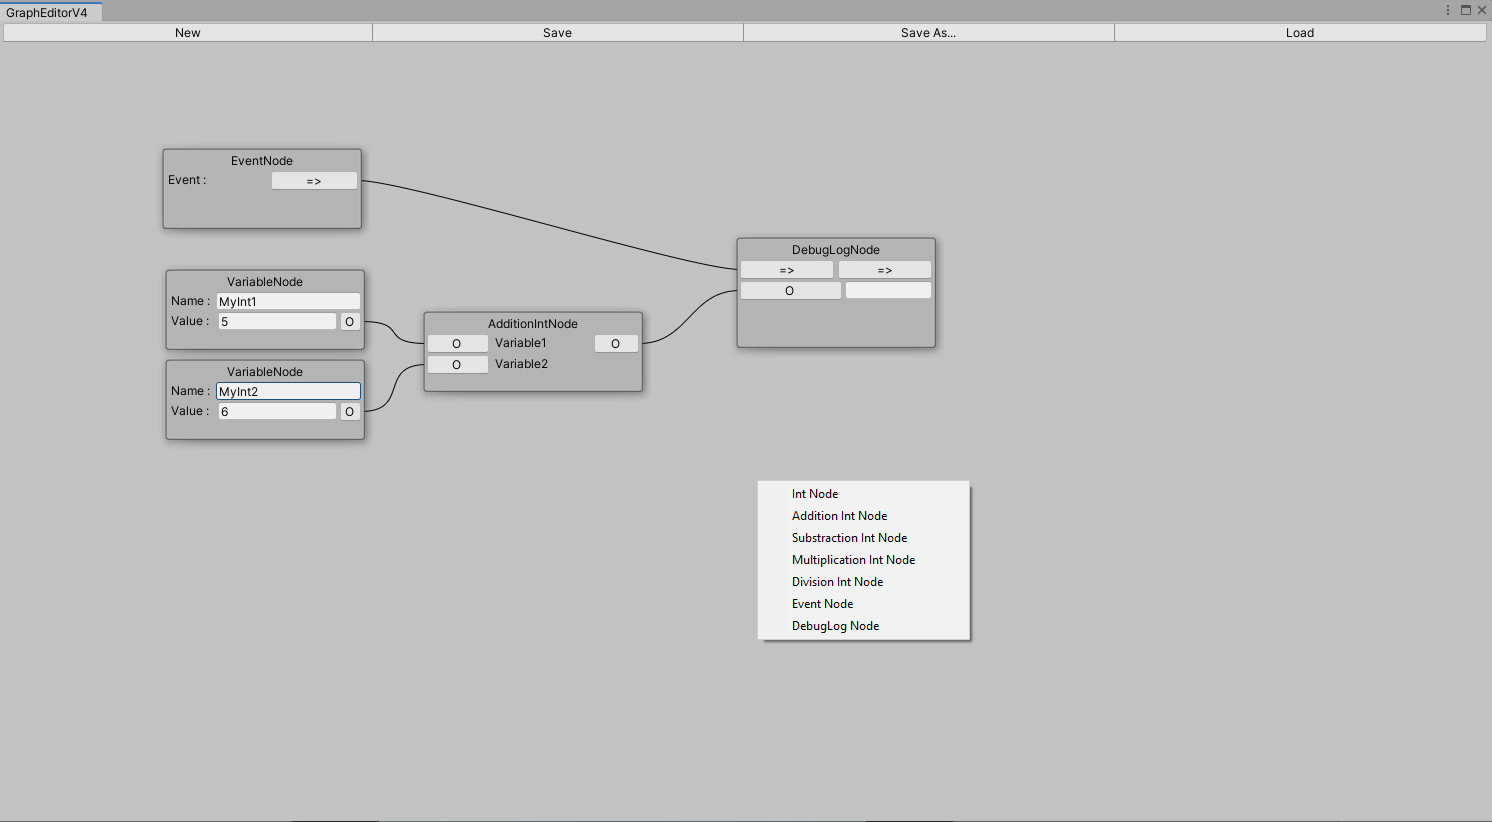 GraphEditorV4
New Save Save As... Load
EventNode
Event : =>
VariableNode
Name : MyInt1
Value : 5 O
VariableNode
Name : MyInt2
Value : 6 O
AdditionIntNode
O Variable1 O
O Variable2
DebugLogNode
=> =>
O
Int Node
Addition Int Node
Substraction Int Node
Multiplication Int Node
Division Int Node
Event Node
DebugLog Node